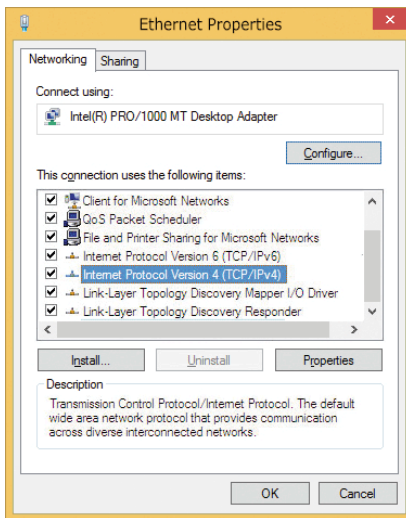 Ethernet Properties
Networking
Sharing
Connect using:
Intel(R) PRO/1000 MT Desktop Adapter
Configure...
This connection uses the following items:
Client for Microsoft Networks
QoS Packet Scheduler
File and Printer Sharing for Microsoft Networks
Internet Protocol Version 6 (TCP/IPv6)
Internet Protocol Version 4 (TCP/IPv4)
Link-Layer Topology Discovery Mapper I/O Driver
Link-Layer Topology Discovery Responder
Install...
Uninstall
Properties
Description
Transmission Control Protocol/Internet Protocol. The default
wide area network protocol that provides communication
across diverse interconnected networks.
OK
Cancel